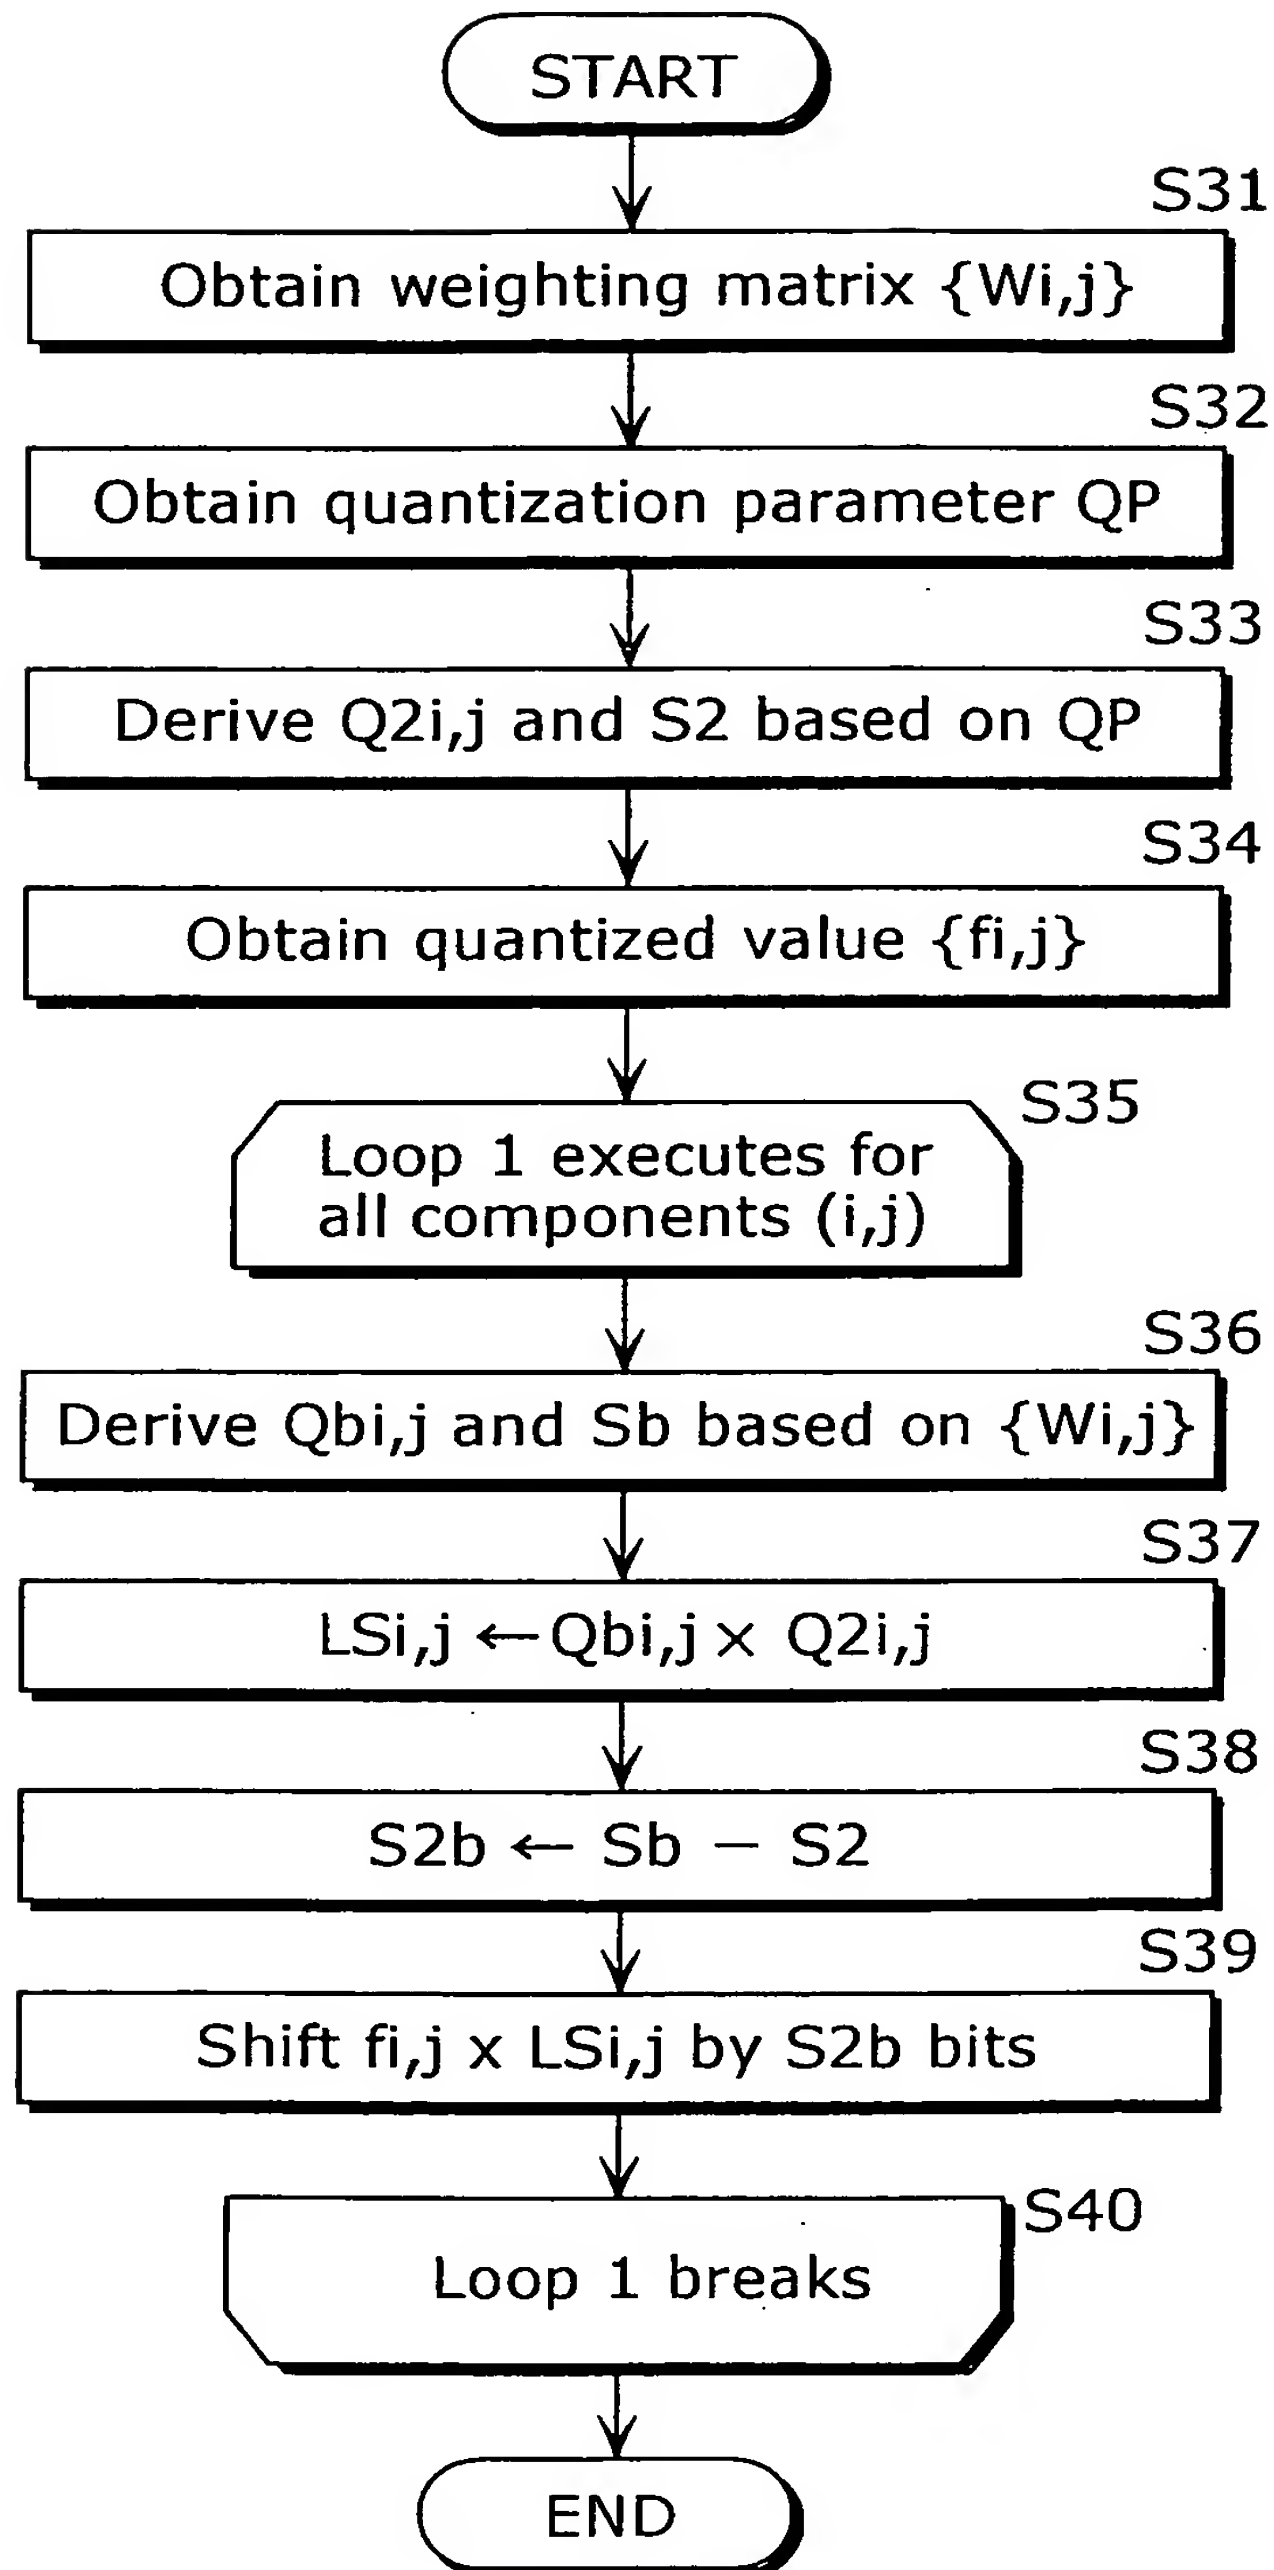 START
S31
Obtain weighting matrix {Wi,j}
S32
Obtain quantization parameter QP
S33
Derive Q2i,j and S2 based on QP
S34
Obtain quantized value {fi,j}
S35
Loop 1 executes for
all components (i,j)
S36
Derive Qbi,j and Sb based on {Wi,j}
S37
LSi,j ← Qbi,j × Q2i,j
S38
S2b ← Sb − S2
S39
Shift fi,j x LSi,j by S2b bits
S40
Loop 1 breaks
END